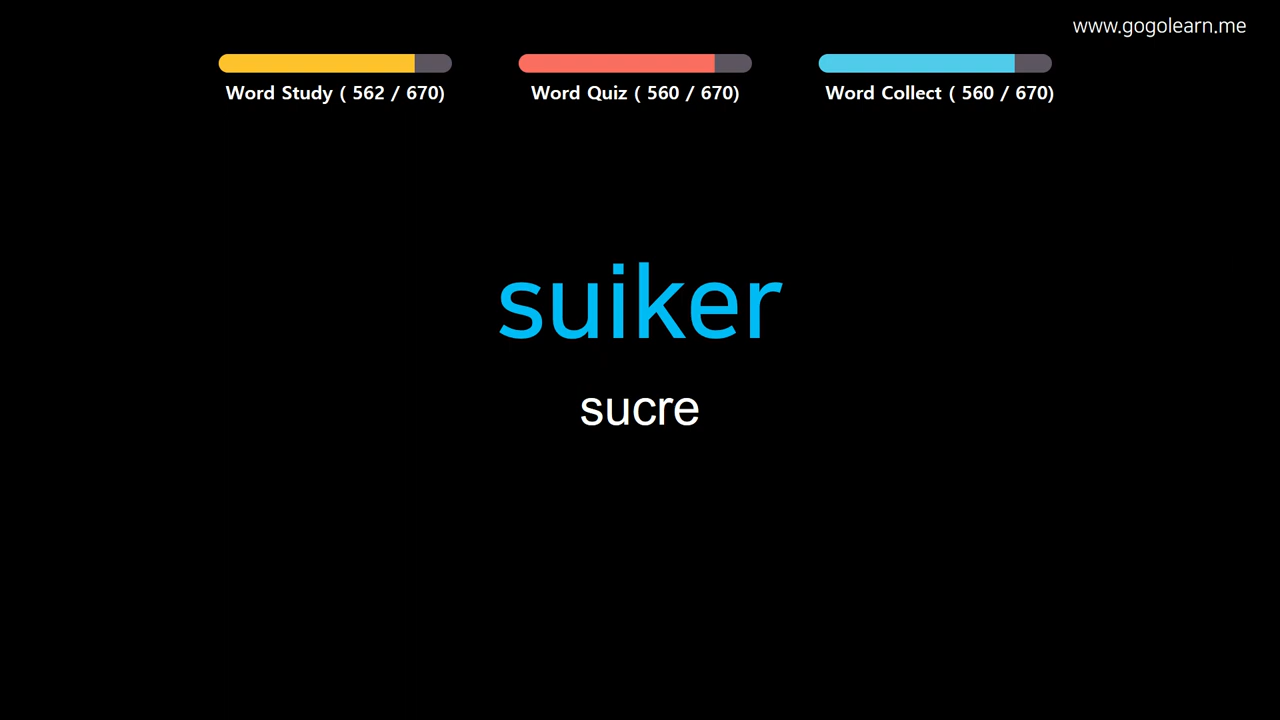 www.gogolearn.me
Word Study ( 562 / 670)
Word Quiz ( 560 / 670)
Word Collect ( 560 / 670)
suiker
sucre